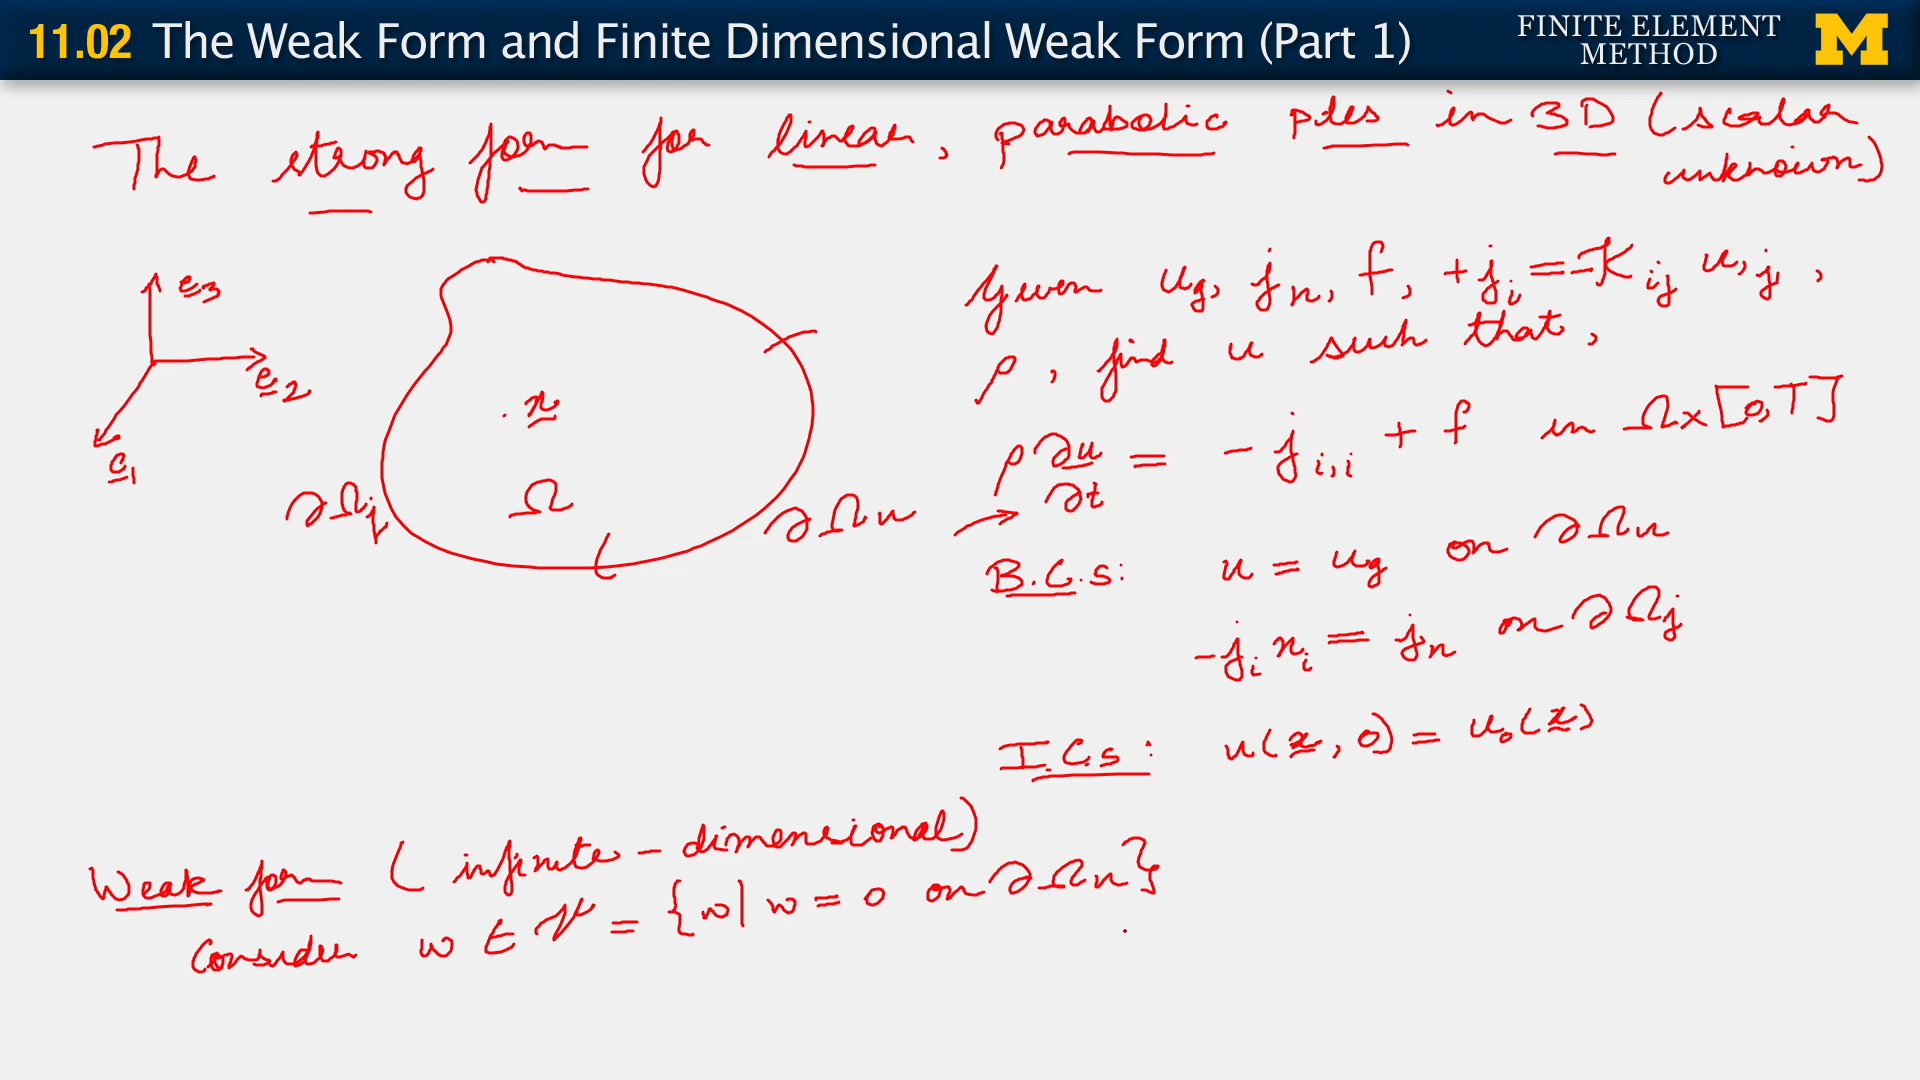 11.02 The Weak Form and Finite Dimensional Weak Form (Part 1)
FINITE ELEMENT
METHOD
M
The strong form for linear, parabolic pdes in 3D (scalar
unknown)
e3
e2
e1
x
Ω
∂Ωj
∂Ωu
Given ug, jn, f, +ji = -Kij u,j ,
ρ, find u such that,
ρ ∂u/∂t = - ji,i + f in Ω×[0,T]
B.C.s: u = ug on ∂Ωu
-ji ni = jn on ∂Ωj
I.C.s: u(x, 0) = u0(x)
Weak form (infinite-dimensional)
Consider w ∈ 𝒱 = {w| w = 0 on ∂Ωu}